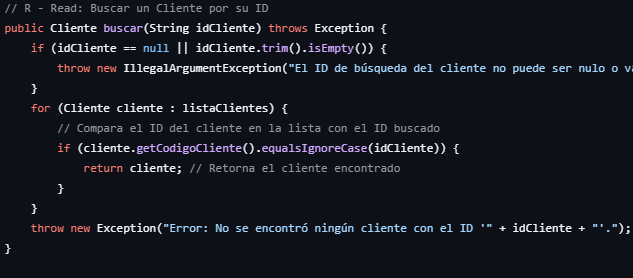 // R - Read: Buscar un Cliente por su ID
public Cliente buscar(String idCliente) throws Exception {
if (idCliente == null || idCliente.trim().isEmpty()) {
throw new IllegalArgumentException("El ID de búsqueda del cliente no puede ser nulo o
}
for (Cliente cliente : listaClientes) {
// Compara el ID del cliente en la lista con el ID buscado
if (cliente.getCodigoCliente().equalsIgnoreCase(idCliente)) {
return cliente; // Retorna el cliente encontrado
}
}
throw new Exception("Error: No se encontró ningún cliente con el ID '" + idCliente + "'.");
}